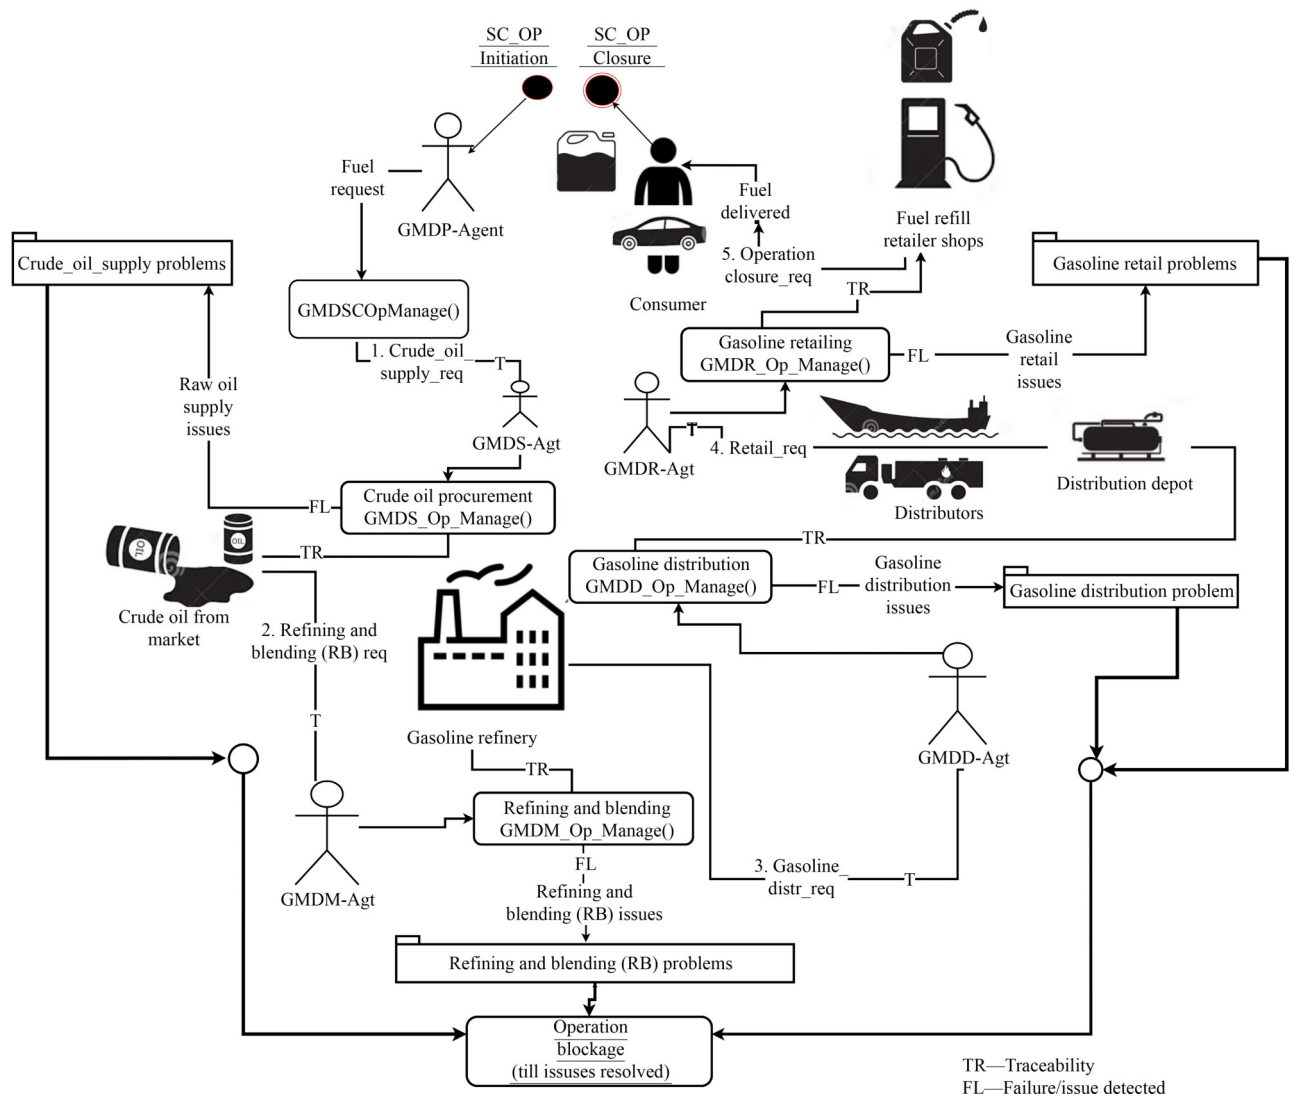 SC_OP
Initiation
SC_OP
Closure
Fuel
request
GMDP-Agent
Fuel
delivered
5. Operation
closure_req
Fuel refill
retailer shops
Crude_oil_supply problems
Gasoline retail problems
GMDSCOpManage()
Consumer
TR
1. Crude_oil_
supply_req
T
Gasoline retailing
GMDR_Op_Manage()
FL
Gasoline
retail
issues
Raw oil
supply
issues
GMDS-Agt
GMDR-Agt
T
4. Retail_req
Distributors
Distribution depot
Crude oil procurement
GMDS_Op_Manage()
FL
TR
OIL
OIL
Crude oil from
market
TR
Gasoline distribution
GMDD_Op_Manage()
FL
Gasoline
distribution
issues
Gasoline distribution problem
2. Refining and
blending (RB) req
T
Gasoline refinery
TR
GMDD-Agt
Refining and blending
GMDM_Op_Manage()
GMDM-Agt
FL
3. Gasoline_
distr_req
T
Refining and
blending (RB) issues
Refining and blending (RB) problems
Operation
blockage
(till issuses resolved)
TR—Traceability
FL—Failure/issue detected